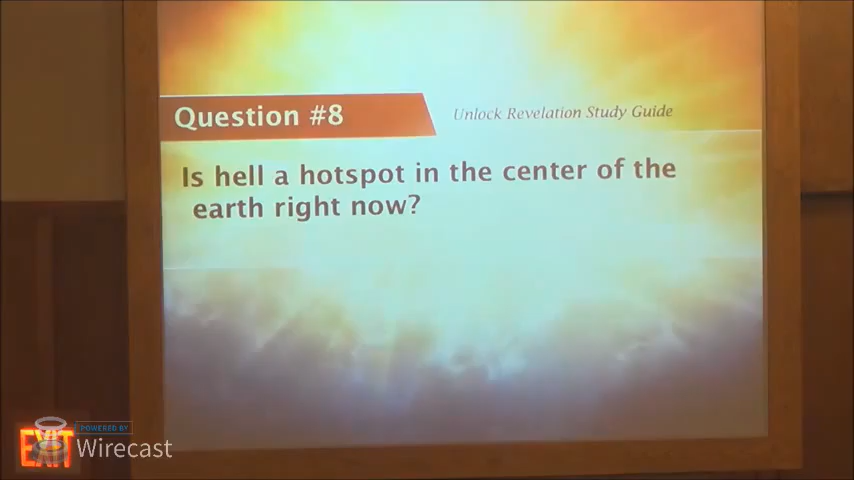 Question #8
Unlock Revelation Study Guide
Is hell a hotspot in the center of the
earth right now?
EXIT
POWERED BY
Wirecast